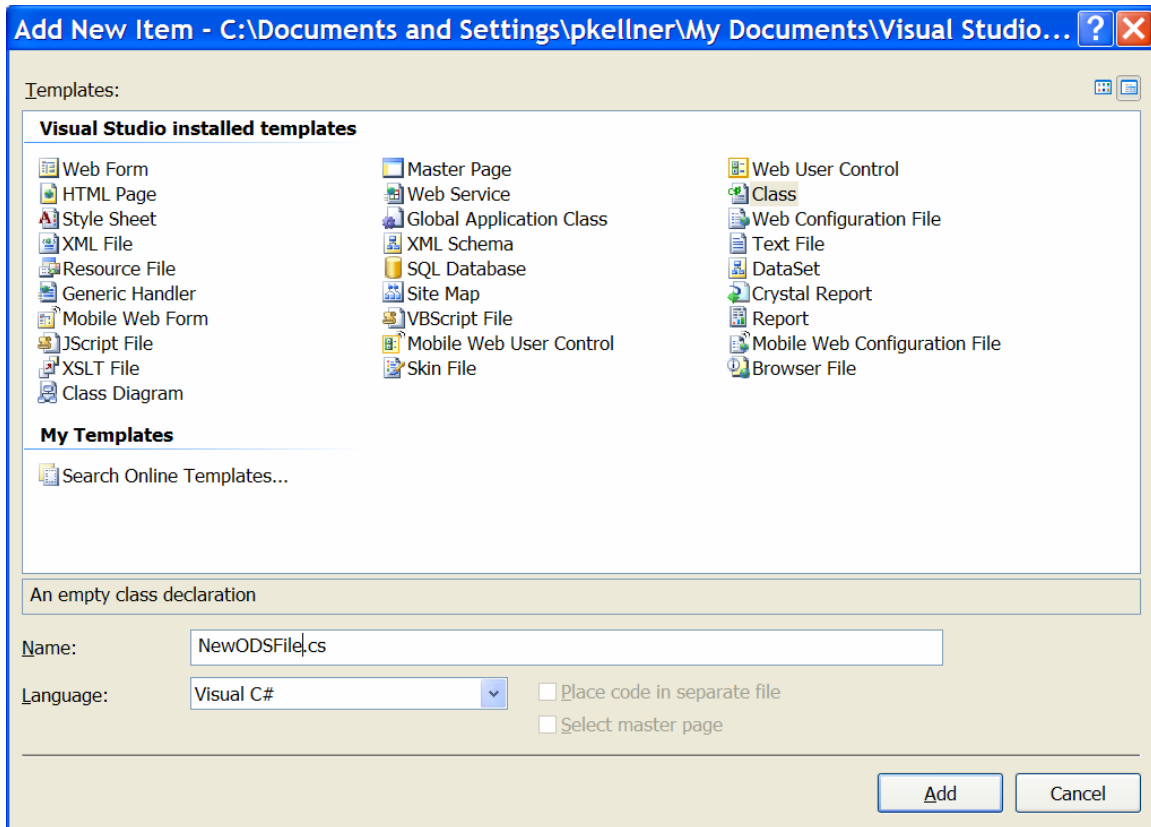 Add New Item - C:\Documents and Settings\pkellner\My Documents\Visual Studio...
Templates:
Visual Studio installed templates
Web Form
Master Page
Web User Control
HTML Page
Web Service
Class
Style Sheet
Global Application Class
Web Configuration File
XML File
XML Schema
Text File
Resource File
SQL Database
DataSet
Generic Handler
Site Map
Crystal Report
Mobile Web Form
VBScript File
Report
JScript File
Mobile Web User Control
Mobile Web Configuration File
XSLT File
Skin File
Browser File
Class Diagram
My Templates
Search Online Templates...
An empty class declaration
Name:
NewODSFile.cs
Language:
Visual C#
Place code in separate file
Select master page
Add
Cancel